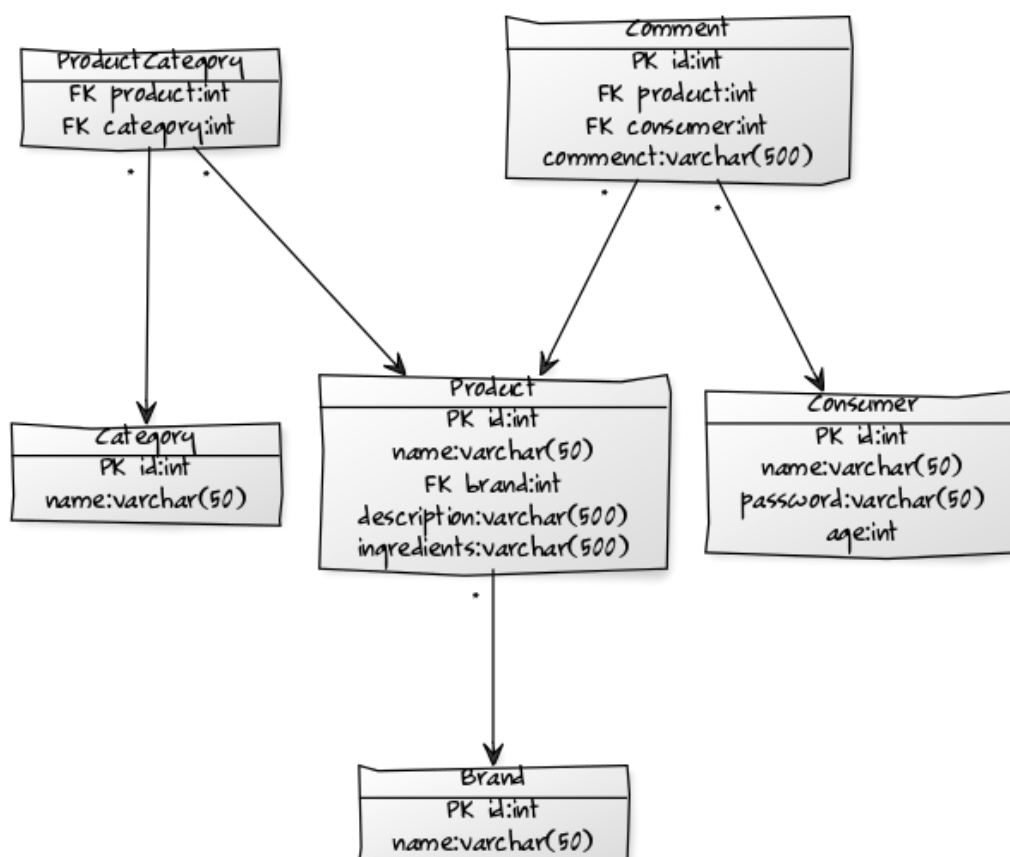 ProductCategory
FK product:int
FK category:int
*
*
Comment
PK id:int
FK product:int
FK consumer:int
commenct:varchar(500)
*
*
Category
PK id:int
name:varchar(50)
Product
PK id:int
name:varchar(50)
FK brand:int
description:varchar(500)
ingredients:varchar(500)
*
Consumer
PK id:int
name:varchar(50)
password:varchar(50)
age:int
Brand
PK id:int
name:varchar(50)